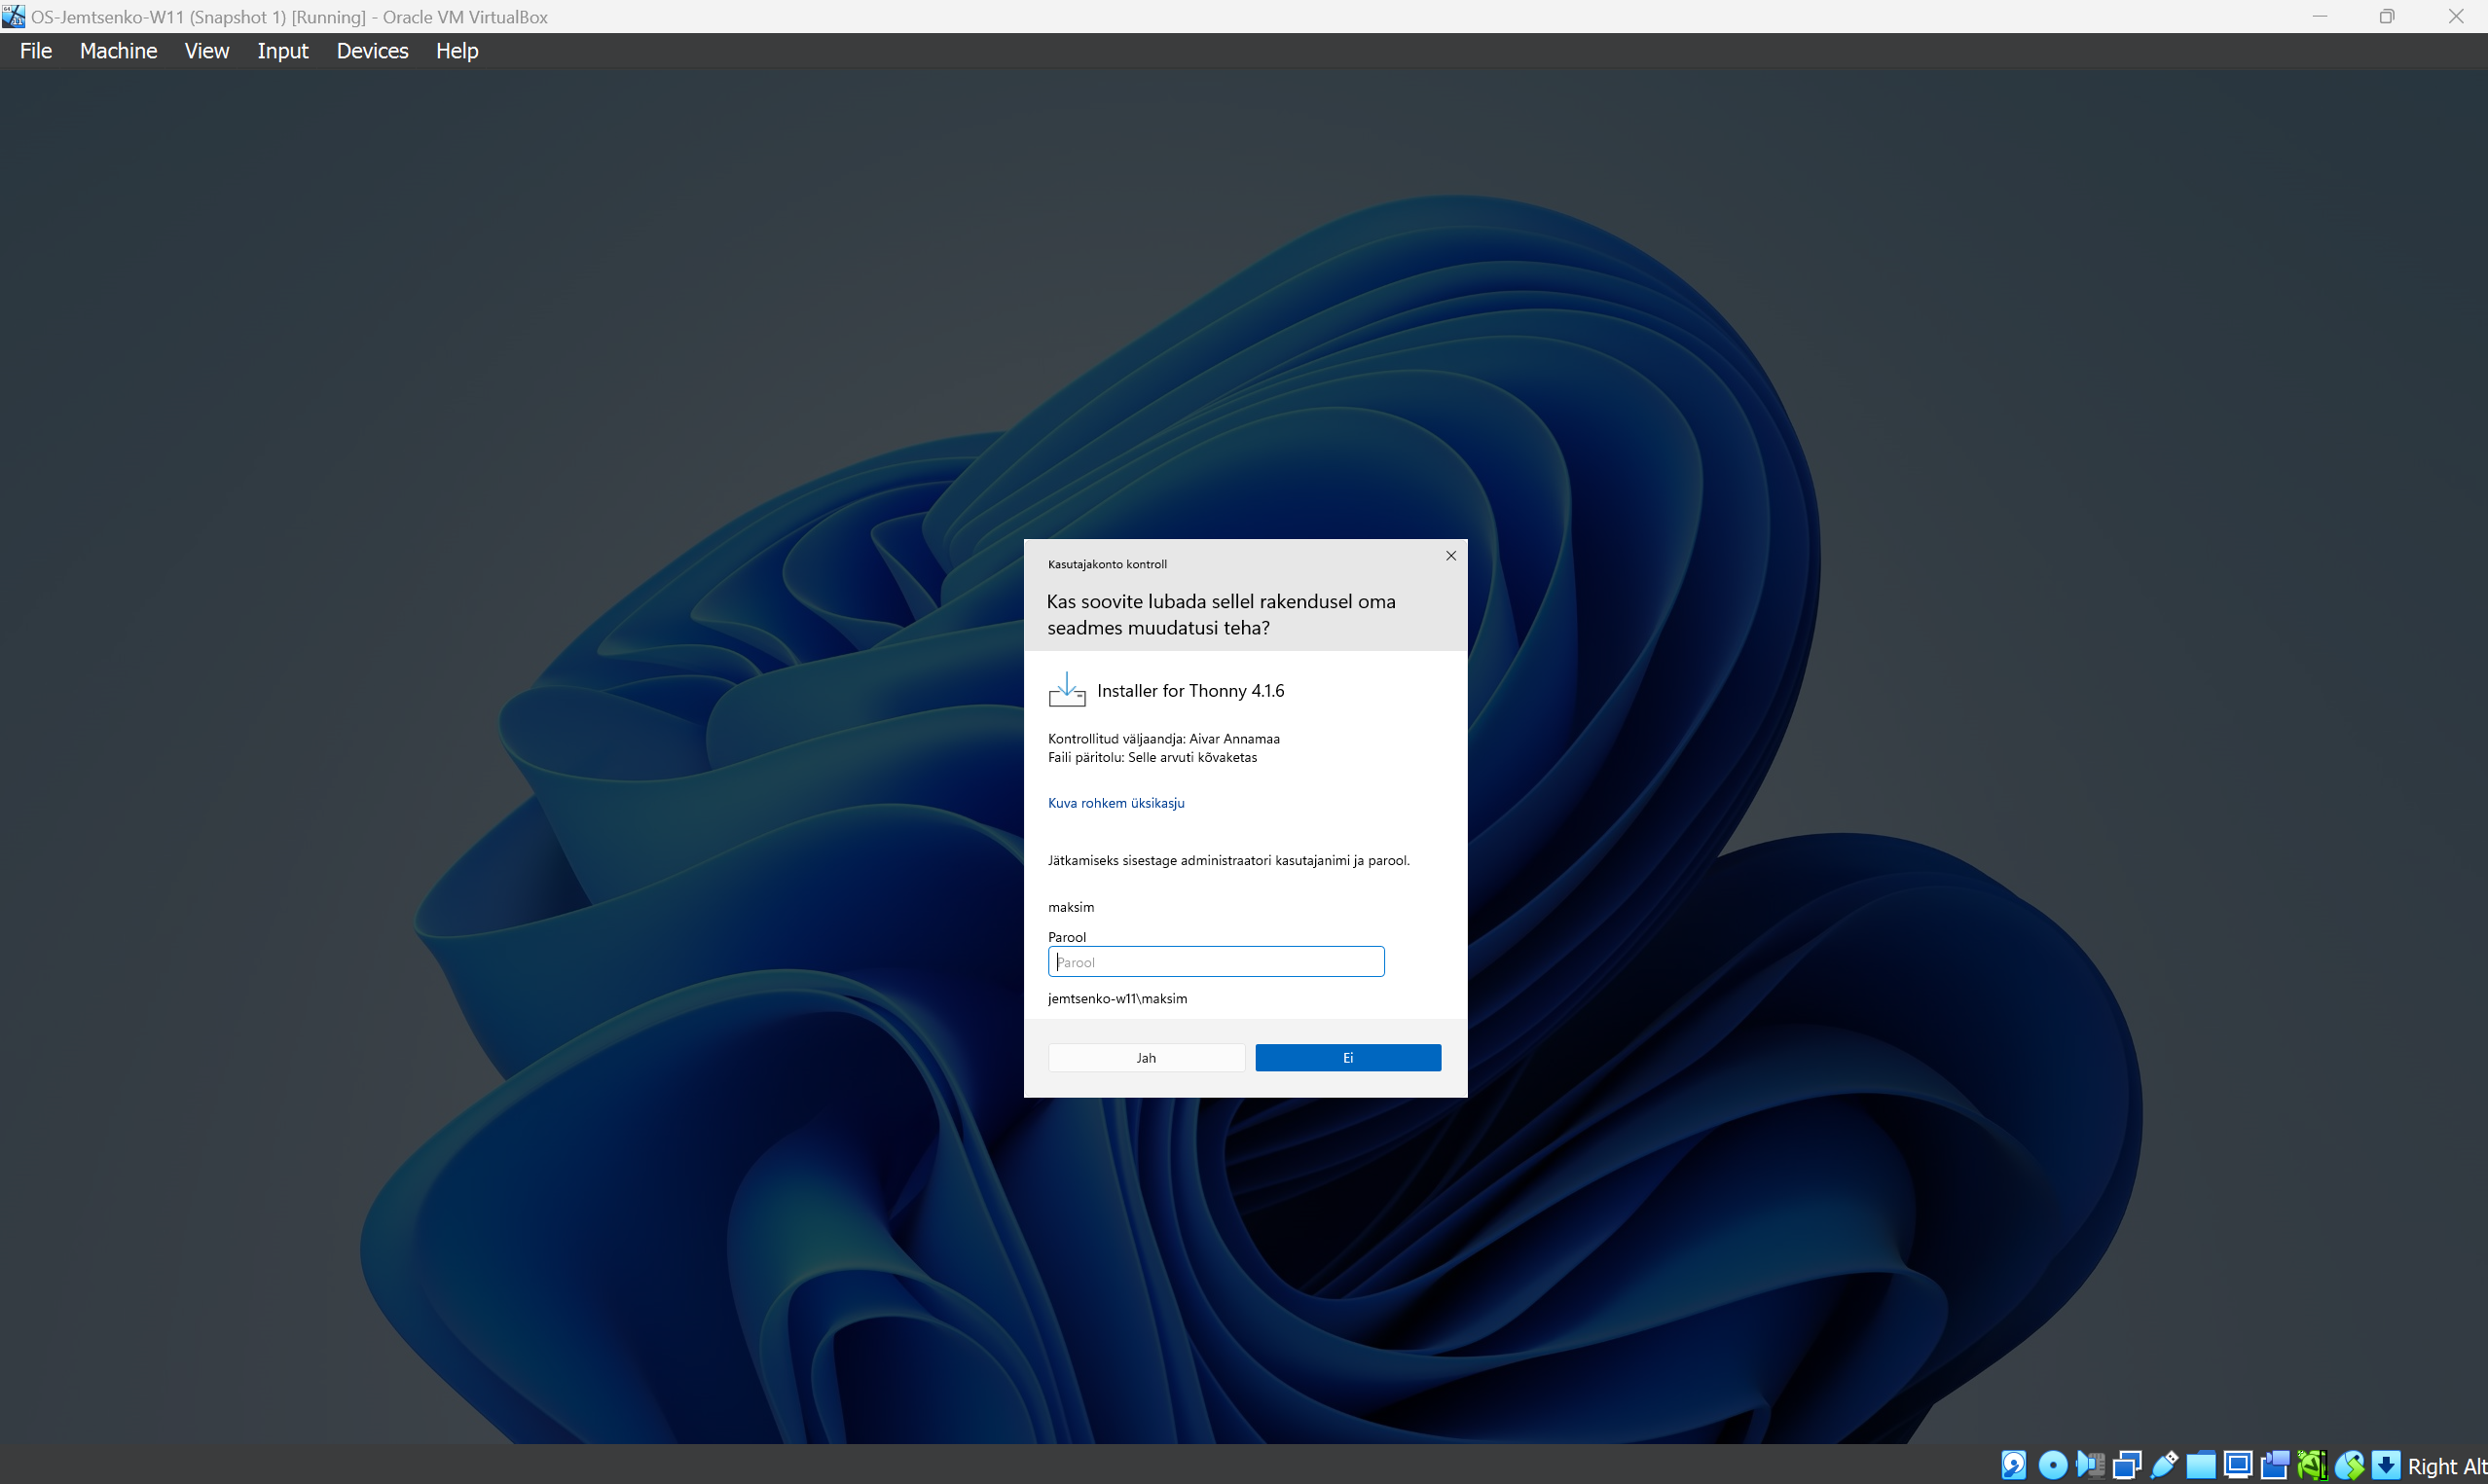 OS-Jemtsenko-W11 (Snapshot 1) [Running] - Oracle VM VirtualBox
File Machine View Input Devices Help
Kasutajakonto kontroll
Kas soovite lubada sellel rakendusel oma
seadmes muudatusi teha?
Installer for Thonny 4.1.6
Kontrollitud väljaandja: Aivar Annamaa
Faili päritolu: Selle arvuti kõvaketas
Kuva rohkem üksikasju
Jätkamiseks sisestage administraatori kasutajanimi ja parool.
maksim
Parool
Parool
jemtsenko-w11\maksim
Jah Ei
Right Alt